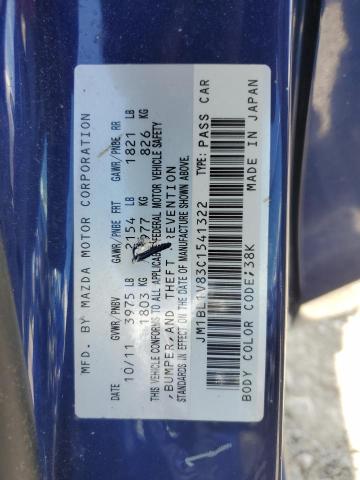 MFD. BY MAZDA MOTOR CORPORATION
DATE GVWR/PNBV GAWR/PNBE FRT GAWR/PNBE RR
10/11 3975 LB 2154 LB 1821 LB
1803 KG 977 KG 826 KG
THIS VEHICLE CONFORMS TO ALL APPLICABLE FEDERAL MOTOR VEHICLE SAFETY
,BUMPER,AND THEFT PREVENTION
STANDARDS IN EFFECT ON THE DATE OF MANUFACTURE SHOWN ABOVE.
JM1BL1V83C1541322 TYPE: PASS CAR
BODY COLOR CODE;38K MADE IN JAPAN